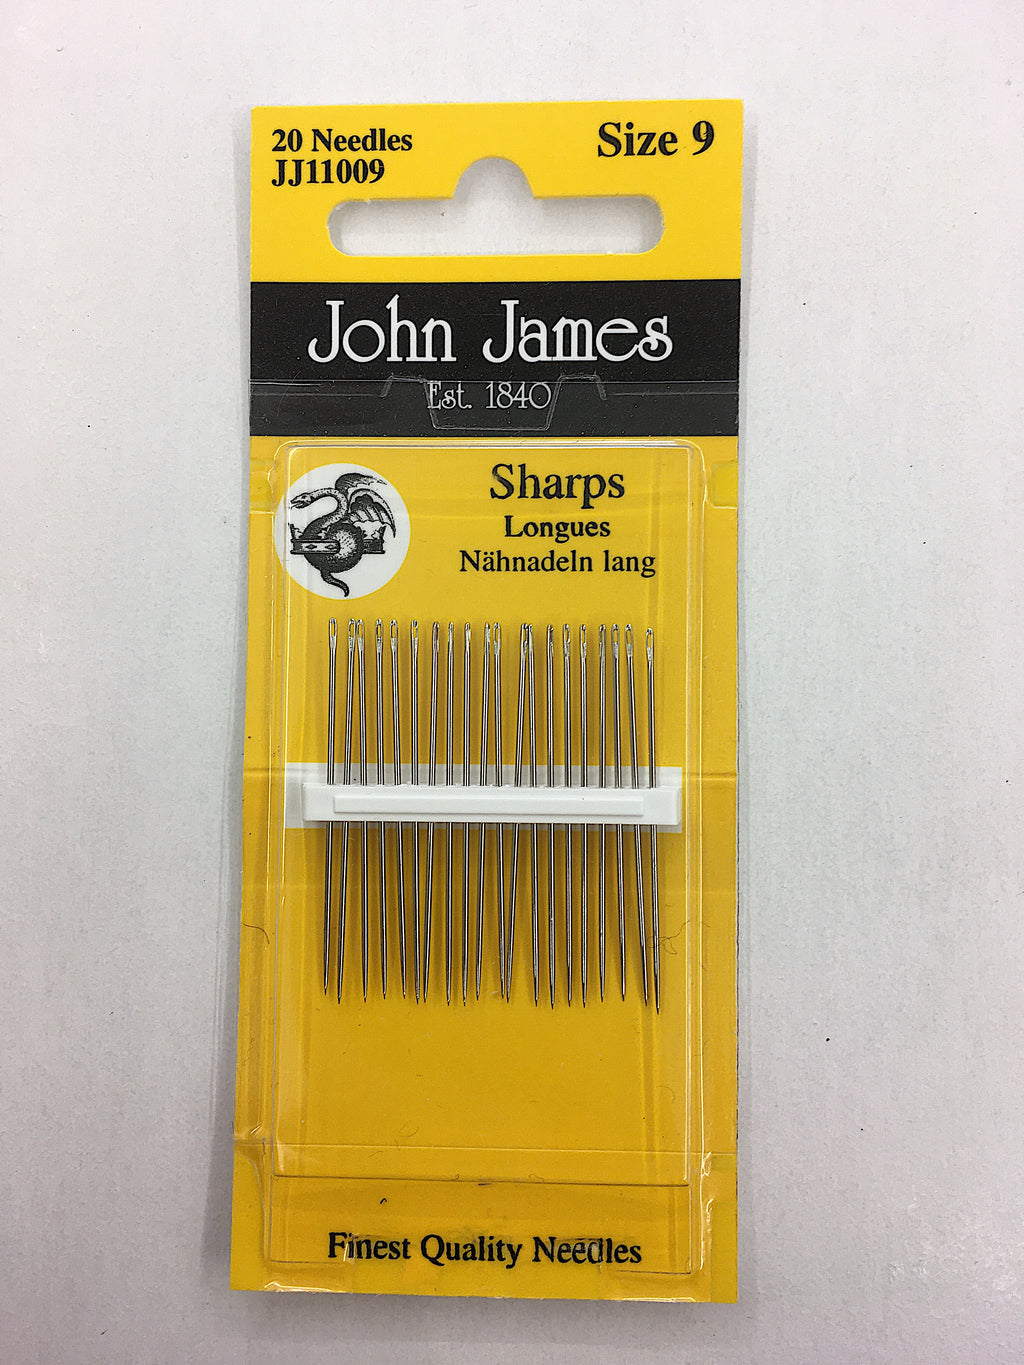 20 Needles
JJ11009
Size 9
John James
Est. 1840
Sharps
Longues
Nähnadeln lang
Finest Quality Needles